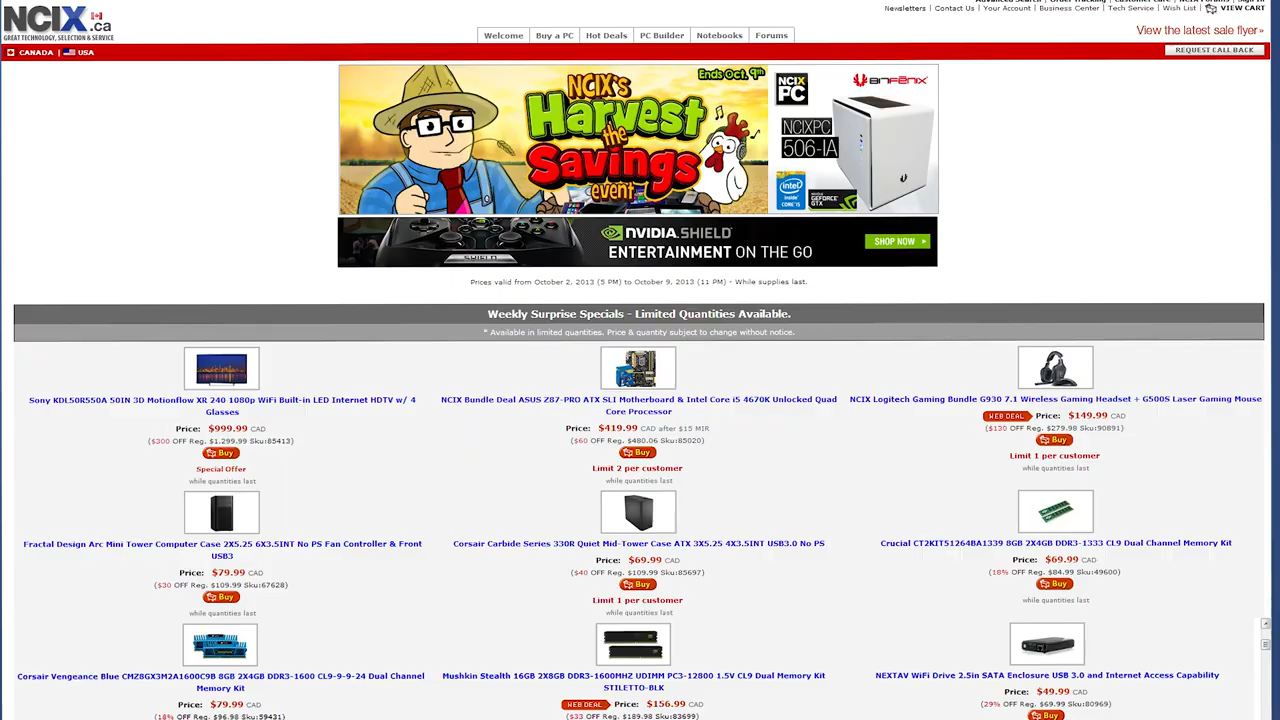 NCIX.ca
GREAT TECHNOLOGY, SELECTION & SERVICE
Newsletters | Contact Us | Your Account | Business Center | Tech Service | Wish List | VIEW CART
Welcome Buy a PC Hot Deals PC Builder Notebooks Forums
View the latest sale flyer »
CANADA | USA
REQUEST CALL BACK
Ends Oct. 9th
NCIX's
Harvest
the
Savings
event
NCIX PC
BITFENIX
NCIXPC
506-IA
intel inside CORE i5
NVIDIA GEFORCE GTX
NVIDIA.SHIELD
ENTERTAINMENT ON THE GO
SHOP NOW
SHIELD
Prices valid from October 2, 2013 (5 PM) to October 9, 2013 (11 PM) - While supplies last.
Weekly Surprise Specials - Limited Quantities Available.
* Available in limited quantities. Price & quantity subject to change without notice.
Sony KDL50R550A 50IN 3D Motionflow XR 240 1080p WiFi Built-in LED Internet HDTV w/ 4
Glasses
Price: $999.99 CAD
($300 OFF Reg. $1,299.99 Sku:85413)
Buy
Special Offer
while quantities last
NCIX Bundle Deal ASUS Z87-PRO ATX SLI Motherboard & Intel Core i5 4670K Unlocked Quad
Core Processor
Price: $419.99 CAD after $15 MIR
($60 OFF Reg. $480.06 Sku:85020)
Buy
Limit 2 per customer
while quantities last
NCIX Logitech Gaming Bundle G930 7.1 Wireless Gaming Headset + G500S Laser Gaming Mouse
WEB DEAL Price: $149.99 CAD
($130 OFF Reg. $279.98 Sku:90891)
Buy
Limit 1 per customer
while quantities last
Fractal Design Arc Mini Tower Computer Case 2X5.25 6X3.5INT No PS Fan Controller & Front
USB3
Price: $79.99 CAD
($30 OFF Reg. $109.99 Sku:67628)
Buy
while quantities last
Corsair Carbide Series 330R Quiet Mid-Tower Case ATX 3X5.25 4X3.5INT USB3.0 No PS
Price: $69.99 CAD
($40 OFF Reg. $109.99 Sku:85697)
Buy
Limit 1 per customer
while quantities last
Crucial CT2KIT51264BA1339 8GB 2X4GB DDR3-1333 CL9 Dual Channel Memory Kit
Price: $69.99 CAD
(18% OFF Reg. $84.99 Sku:49600)
Buy
while quantities last
Corsair Vengeance Blue CMZ8GX3M2A1600C9B 8GB 2X4GB DDR3-1600 CL9-9-9-24 Dual Channel
Memory Kit
Price: $79.99 CAD
(18% OFF Reg. $96.98 Sku:59431)
Mushkin Stealth 16GB 2X8GB DDR3-1600MHZ UDIMM PC3-12800 1.5V CL9 Dual Memory Kit
STILETTO-BLK
WEB DEAL Price: $156.99 CAD
($33 OFF Reg. $189.98 Sku:83699)
NEXTAV WiFi Drive 2.5in SATA Enclosure USB 3.0 and Internet Access Capability
Price: $49.99 CAD
(29% OFF Reg. $69.99 Sku:80969)
Buy